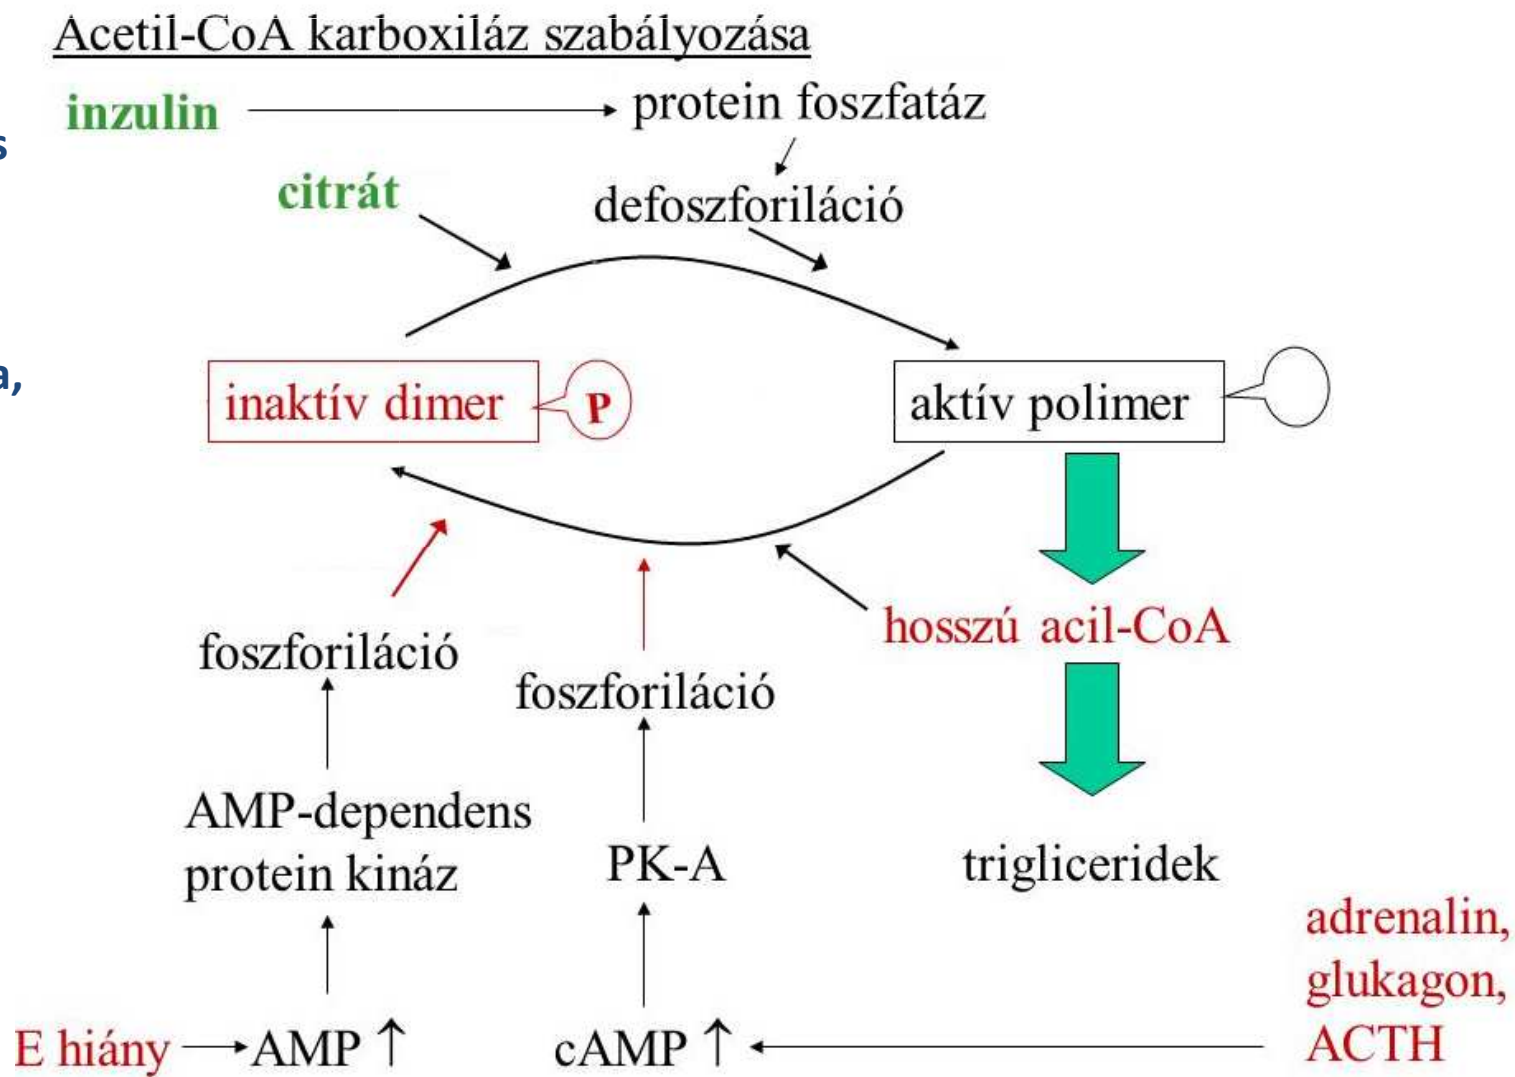 Acetil-CoA karboxiláz szabályozása
inzulin
protein foszfatáz
s
citrát
defoszforiláció
a,
inaktív dimer
P
aktív polimer
hosszú acil-CoA
foszforiláció
foszforiláció
AMP-dependens
protein kináz
PK-A
trigliceridek
adrenalin,
glukagon,
ACTH
E hiány
AMP ↑
cAMP ↑